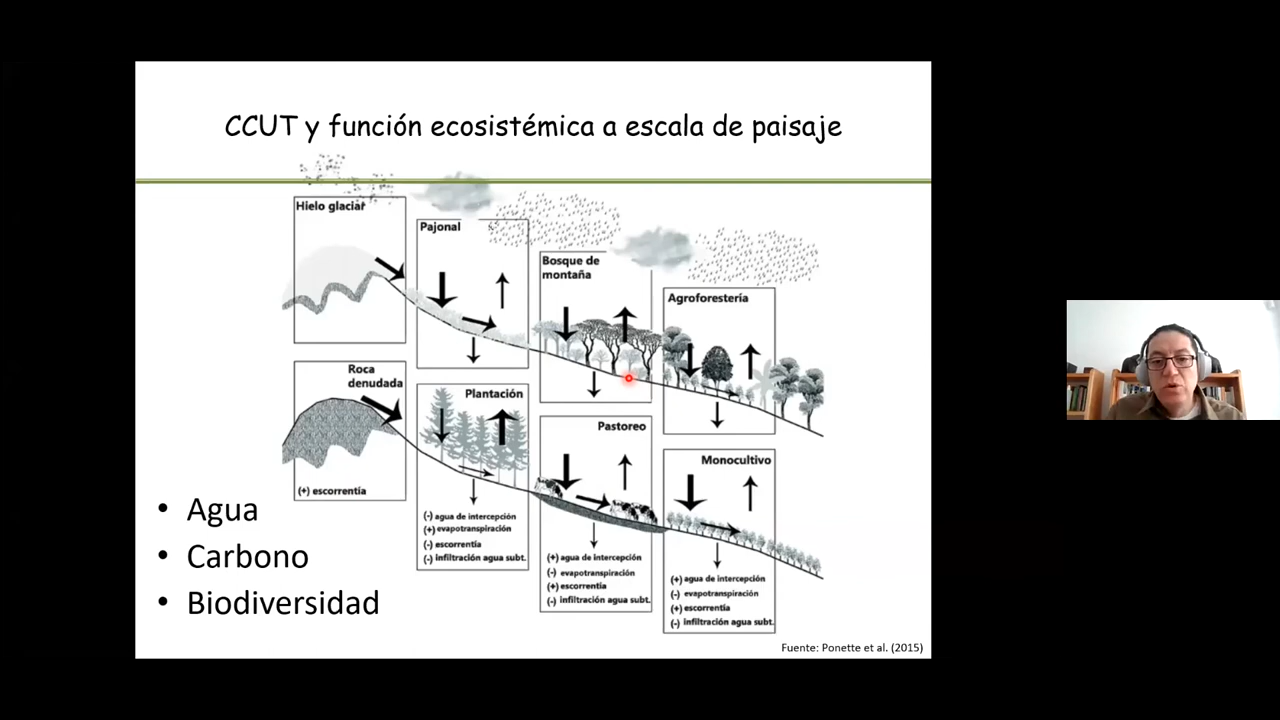 CCUT y función ecosistémica a escala de paisaje
Hielo glaciar
Pajonal
Bosque de
montaña
Agroforestería
Roca
denudada
(+) escorrentía
Plantación
(-) agua de intercepción
(+) evapotranspiración
(-) escorrentía
(-) infiltración agua subt.
Pastoreo
(+) agua de intercepción
(-) evapotranspiración
(+) escorrentía
(-) infiltración agua subt.
Monocultivo
(+) agua de intercepción
(-) evapotranspiración
(+) escorrentía
(-) infiltración agua subt.
• Agua
• Carbono
• Biodiversidad
Fuente: Ponette et al. (2015)